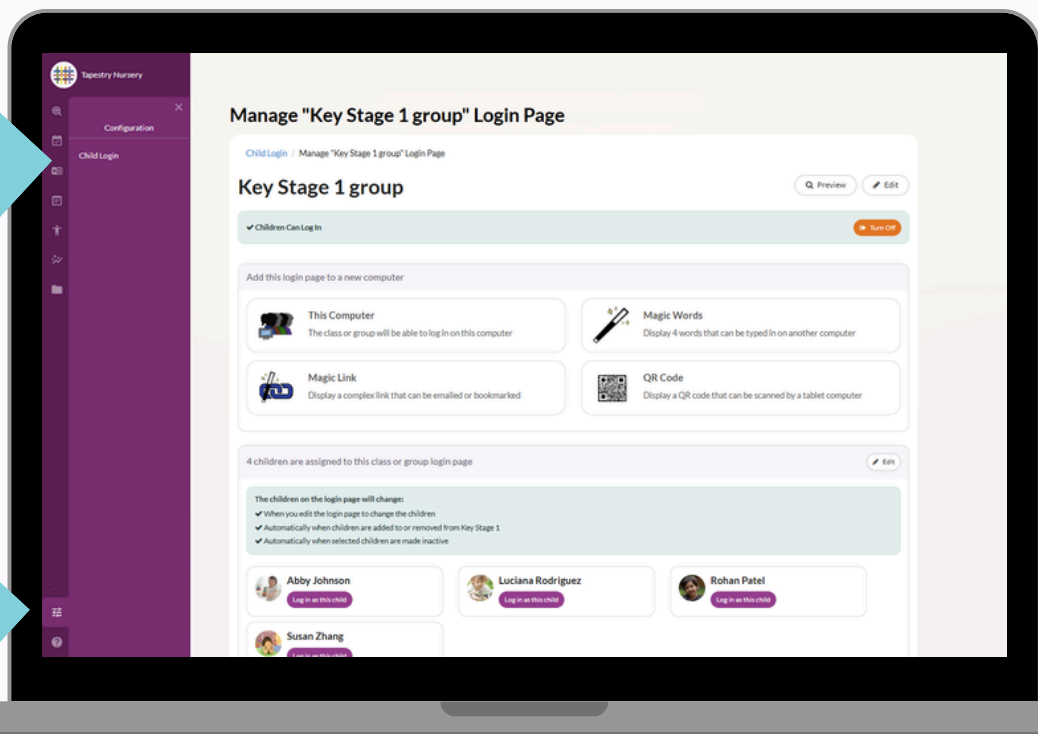 Tapestry Nursery
Configuration
Child Login
Manage "Key Stage 1 group" Login Page
Child Login / Manage "Key Stage 1 group" Login Page
Key Stage 1 group
Preview
Edit
Children Can Log In
Turn Off
Add this login page to a new computer
This Computer
The class or group will be able to log in on this computer
Magic Words
Display 4 words that can be typed in on another computer
Magic Link
Display a complex link that can be emailed or bookmarked
QR Code
Display a QR code that can be scanned by a tablet computer
4 children are assigned to this class or group login page
Edit
The children on the login page will change:
When you edit the login page to change the children
Automatically when children are added to or removed from Key Stage 1
Automatically when selected children are made inactive
Abby Johnson
Log in as this child
Luciana Rodriguez
Log in as this child
Rohan Patel
Log in as this child
Susan Zhang
Log in as this child